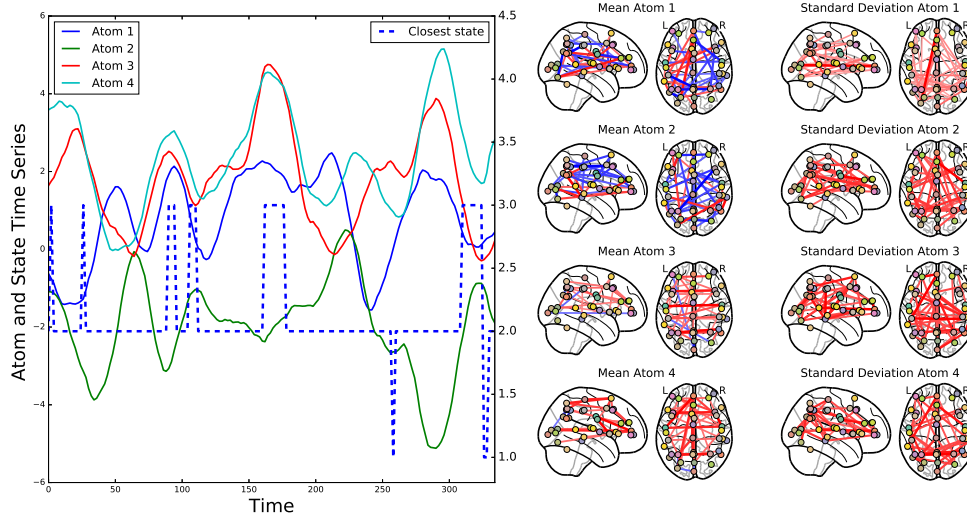 Atom 1
Atom 2
Atom 3
Atom 4
Closest state
6
4
2
0
−2
−4
−6
Atom and State Time Series
0
50
100
150
200
250
300
Time
4.5
4.0
3.5
3.0
2.5
2.0
1.5
1.0
Mean Atom 1
L R
Standard Deviation Atom 1
L R
Mean Atom 2
L R
Standard Deviation Atom 2
L R
Mean Atom 3
L R
Standard Deviation Atom 3
L R
Mean Atom 4
L R
Standard Deviation Atom 4
L R